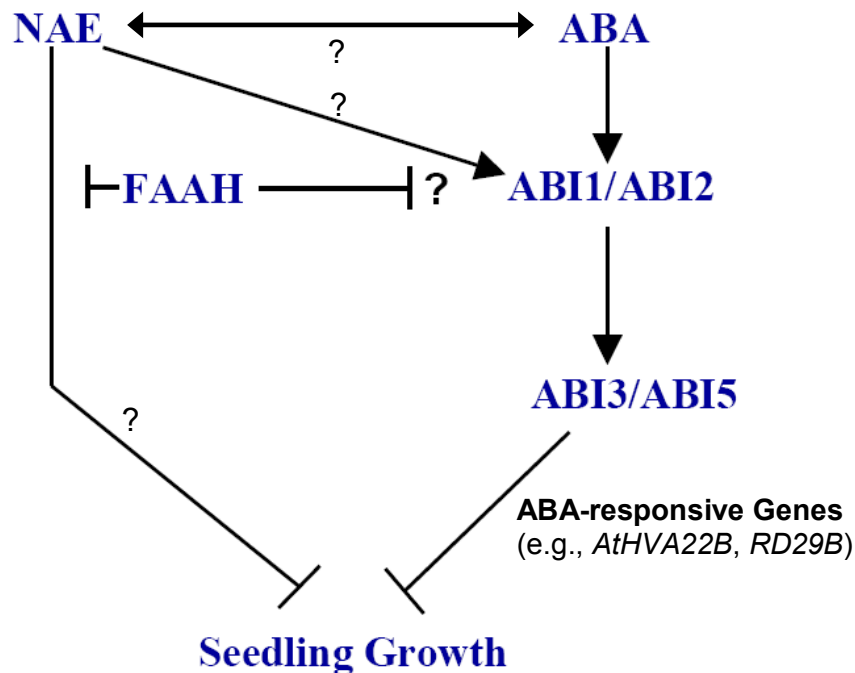 NAE
ABA
?
?
FAAH
?
ABI1/ABI2
ABI3/ABI5
?
ABA-responsive Genes
(e.g., AtHVA22B, RD29B)
Seedling Growth